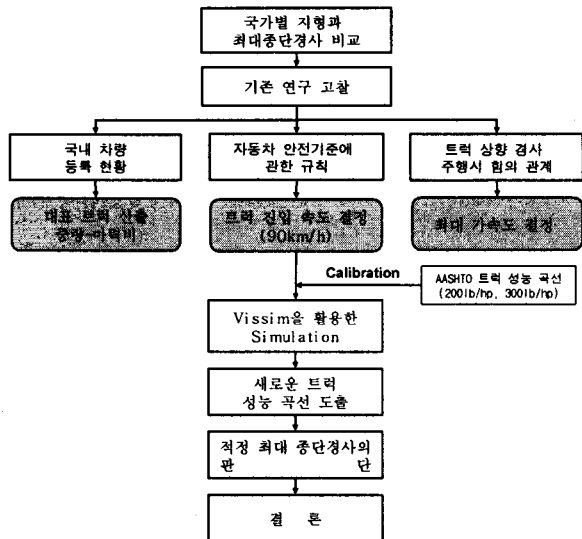 국가별 지형과
최대종단경사 비교
기존 연구 고찰
국내 차량
등록 현황
자동차 안전기준에
관한 규칙
트럭 상향 경사
주행시 힘의 관계
대표 트럭 산출
중량-마력비
트럭 진입 속도 결정
(90km/h)
최대 가속도 결정
Calibration
AASHTO 트럭 성능 곡선
(200lb/hp, 300lb/hp)
Vissim을 활용한
Simulation
새로운 트럭
성능 곡선 도출
적정 최대 종단경사의
판 단
결 론